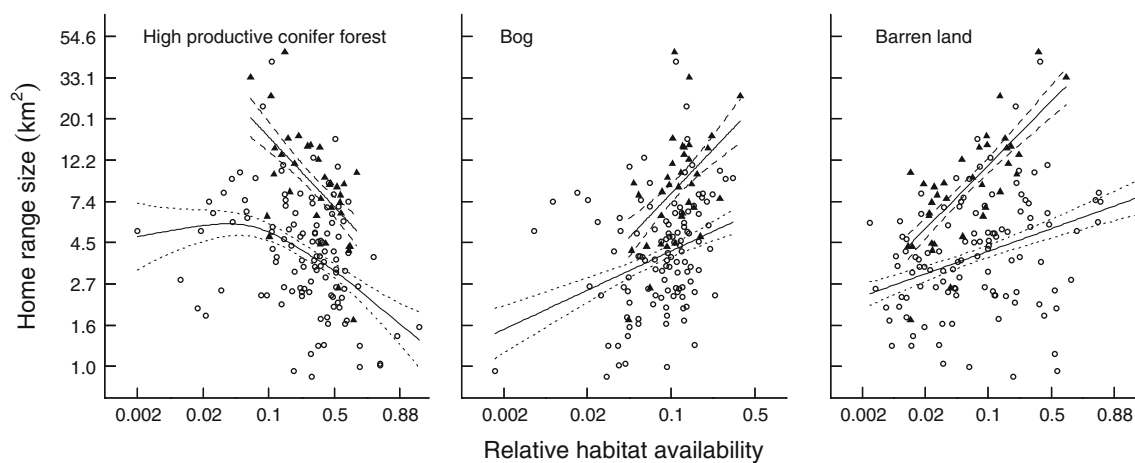 High productive conifer forest
Bog
Barren land
Home range size (km²)
54.6
33.1
20.1
12.2
7.4
4.5
2.7
1.6
1.0
0.002 0.02 0.1 0.5 0.88
0.002 0.1 0.5
0.002 0.02 0.1 0.5 0.88
Relative habitat availability